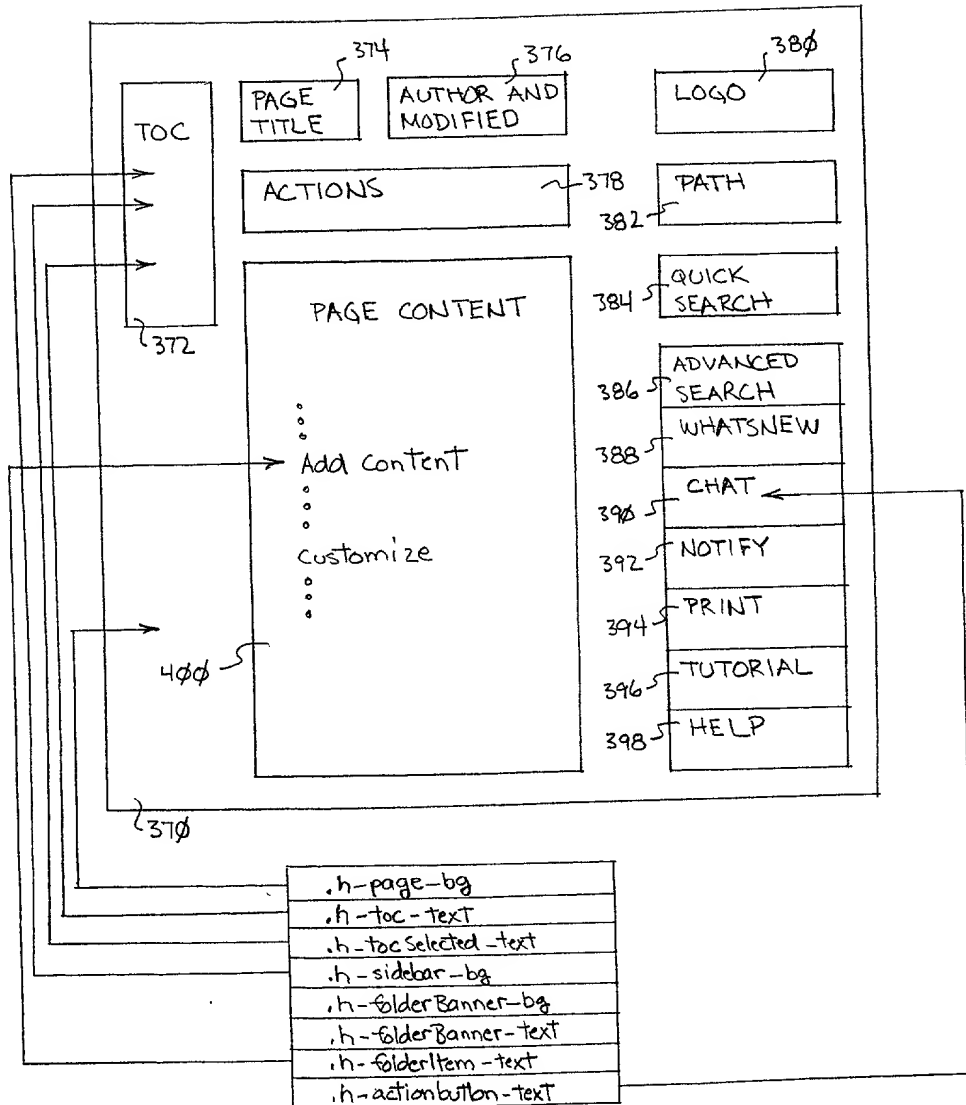 374
376
380
PAGE
TITLE
AUTHOR AND
MODIFIED
LOGO
TOC
ACTIONS
378
PATH
382
QUICK
SEARCH
384
PAGE CONTENT
372
ADVANCED
SEARCH
386
WHATSNEW
388
Add Content
CHAT
390
NOTIFY
392
customize
PRINT
394
400
TUTORIAL
396
HELP
398
370
.h-page-bg
.h-toc-text
.h-tocSelected-text
.h-sidebar-bg
.h-folderBanner-bg
.h-folderBanner-text
.h-folderItem-text
.h-actionbutton-text